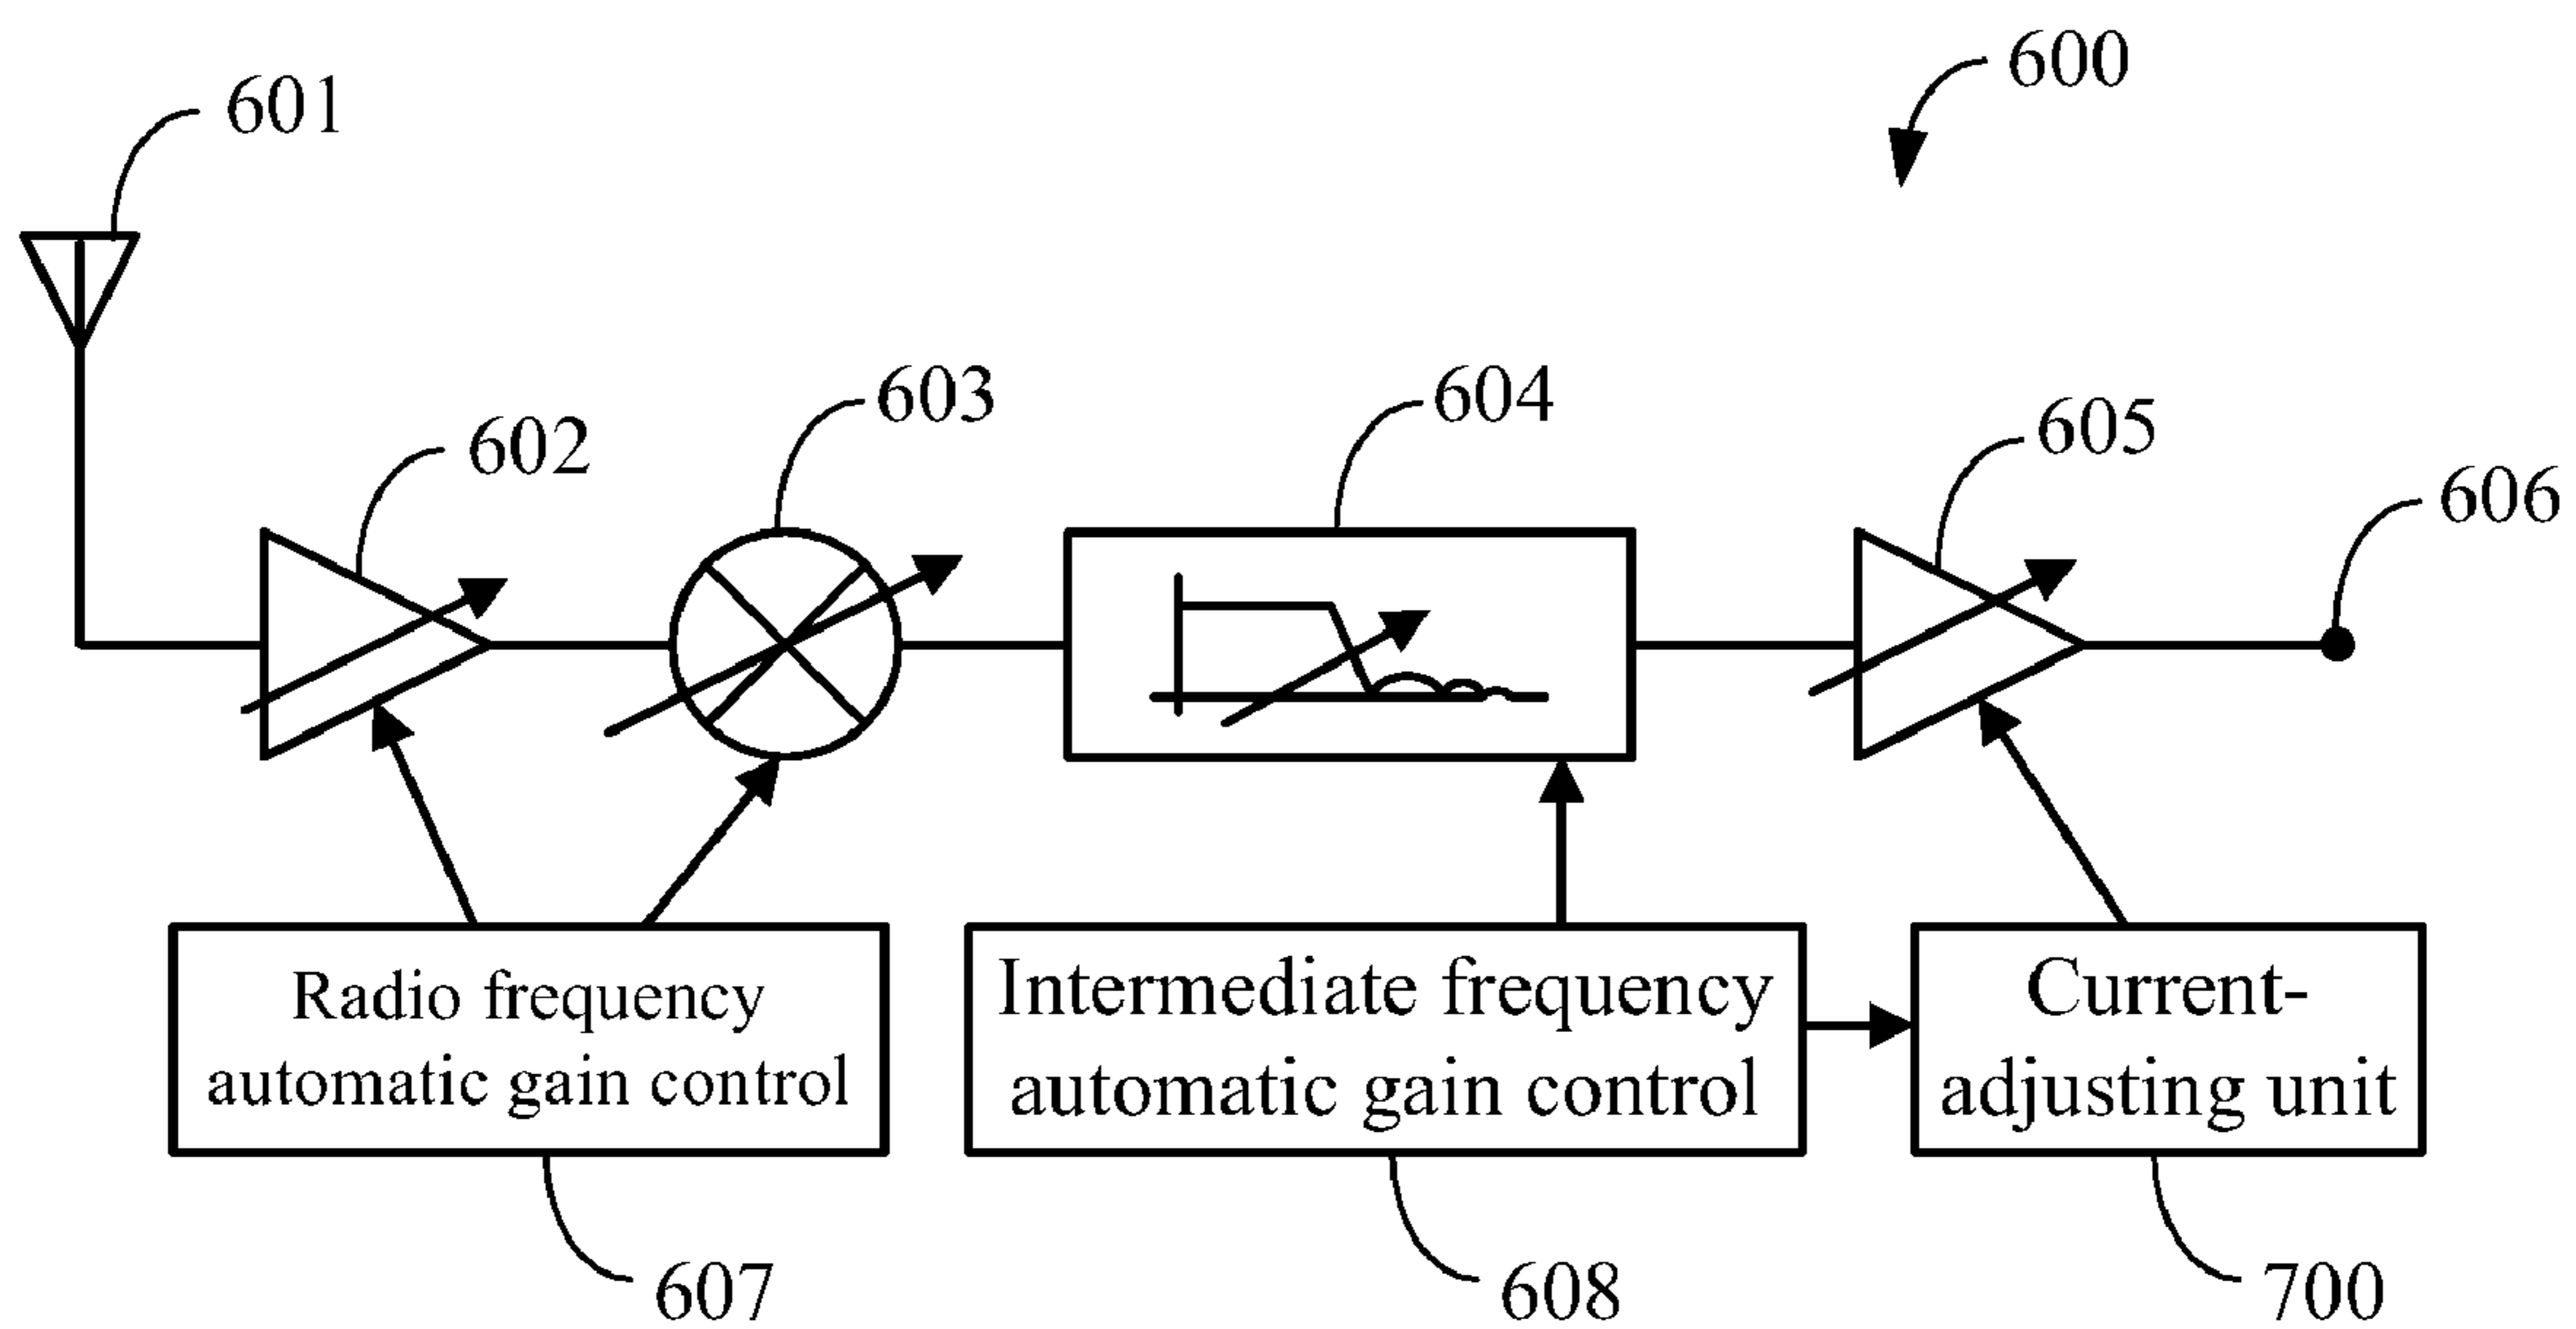 600
601
603
604
605
602
606
Radio frequency
automatic gain control
Intermediate frequency
automatic gain control
Current-
adjusting unit
607
608
700